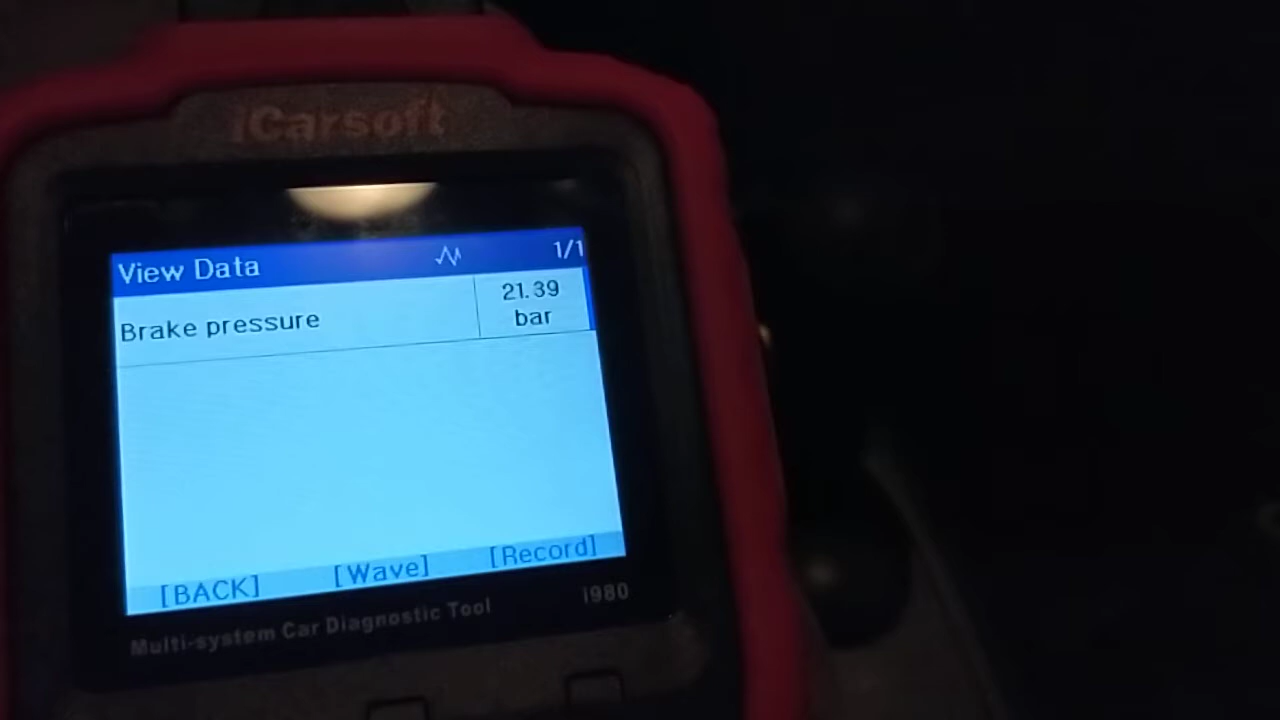 iCarsoft
View Data 1/1
Brake pressure 21.39 bar
[BACK] [Wave] [Record]
Multi-system Car Diagnostic Tool i980